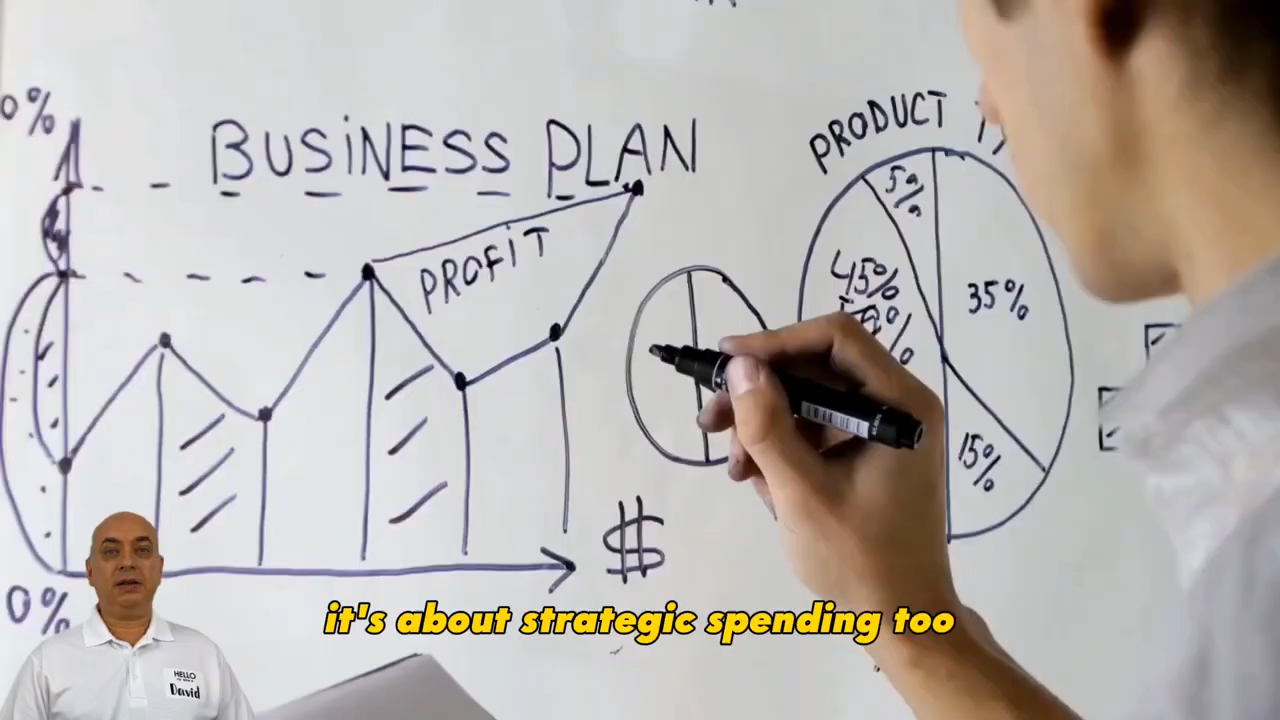 0%
BUSiNESS PLAN
PRODUCT
PROFiT
5%
45%
35%
15%
$
0%
it's about strategic spending too
HELLO
David